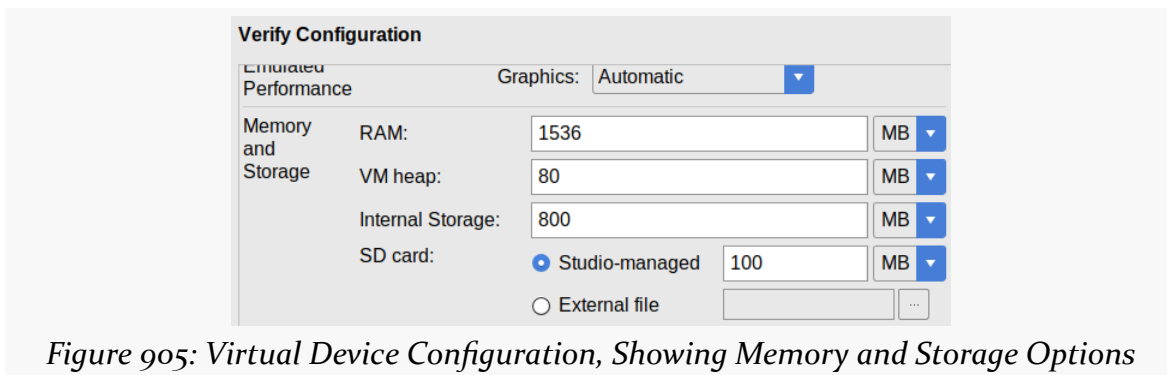 Verify Configuration
Emulated
Performance
Graphics: Automatic
Memory
and
Storage
RAM: 1536 MB
VM heap: 80 MB
Internal Storage: 800 MB
SD card: Studio-managed 100 MB
External file ...
Figure 905: Virtual Device Configuration, Showing Memory and Storage Options